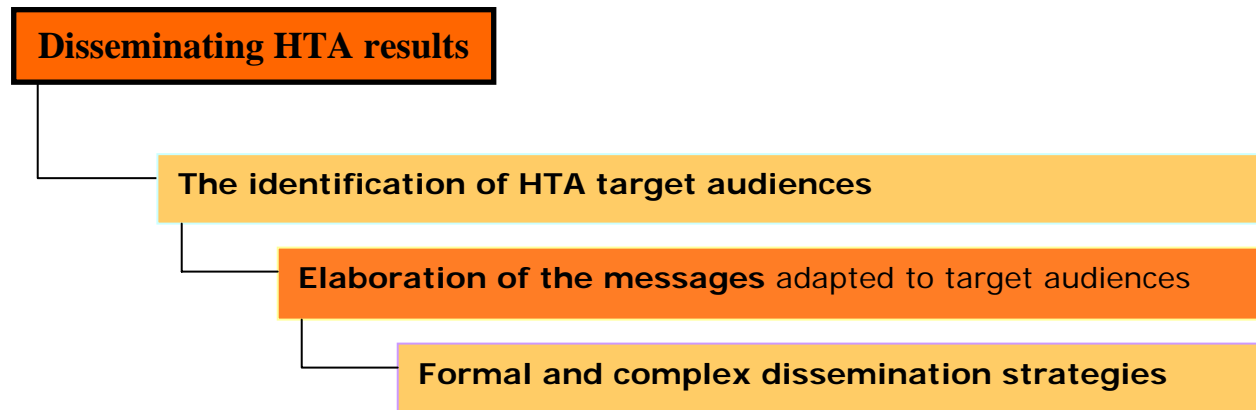 Disseminating HTA results
The identification of HTA target audiences
Elaboration of the messages adapted to target audiences
Formal and complex dissemination strategies